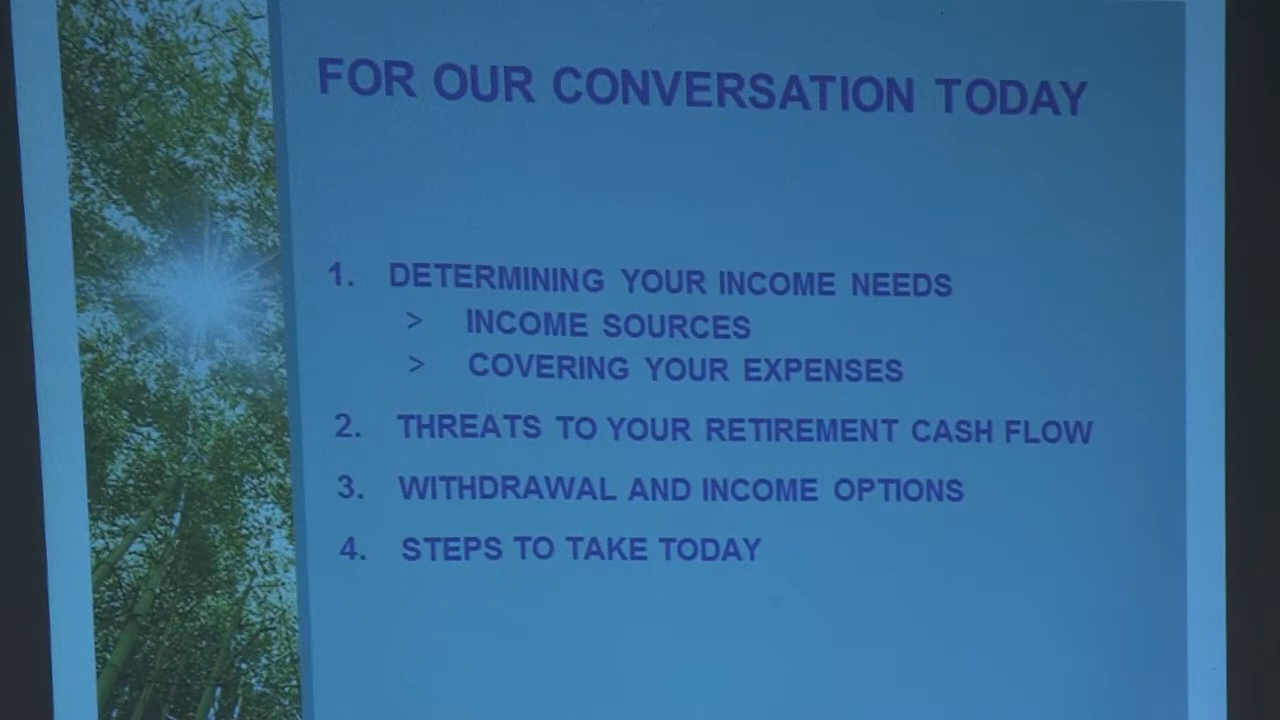 FOR OUR CONVERSATION TODAY
1. DETERMINING YOUR INCOME NEEDS
> INCOME SOURCES
> COVERING YOUR EXPENSES
2. THREATS TO YOUR RETIREMENT CASH FLOW
3. WITHDRAWAL AND INCOME OPTIONS
4. STEPS TO TAKE TODAY